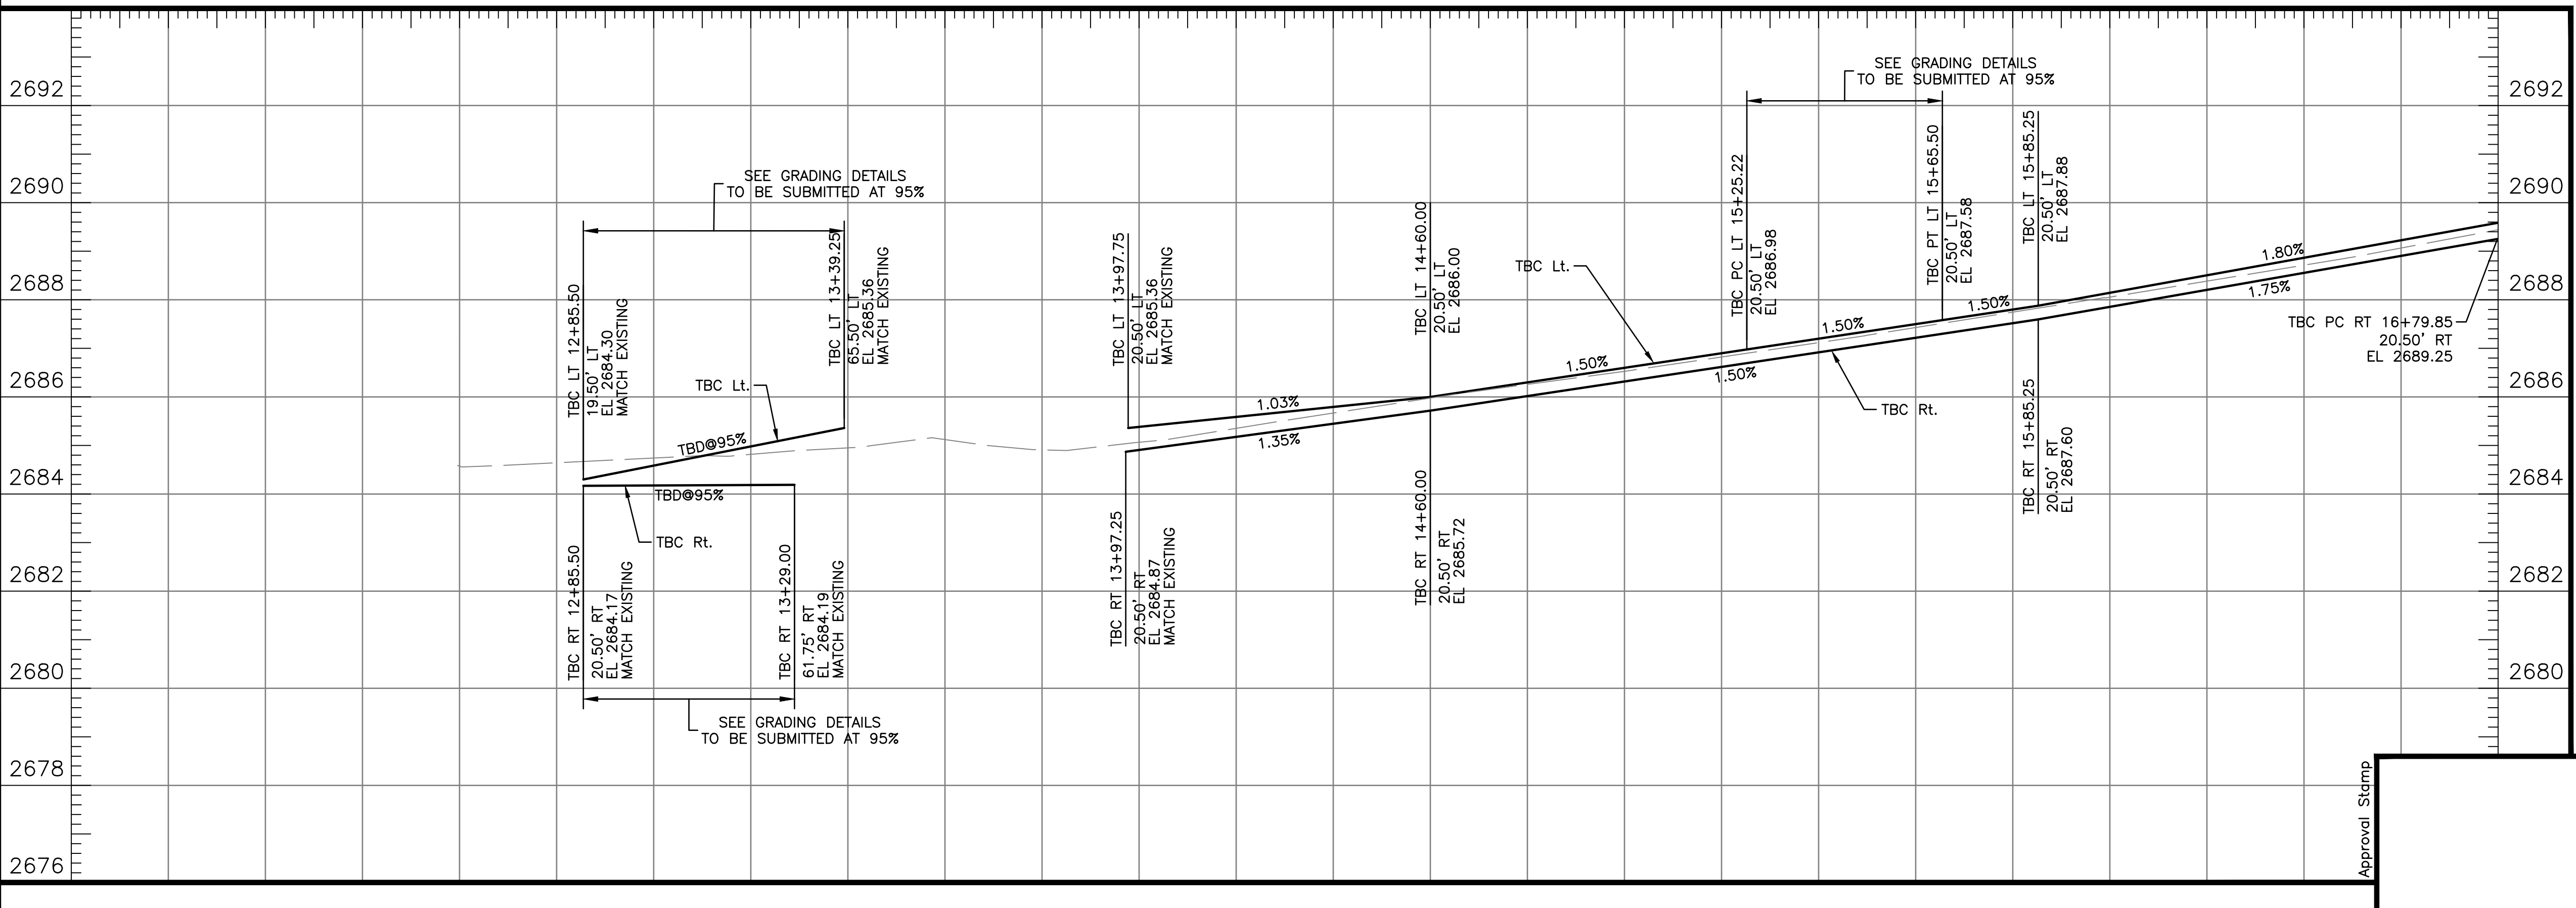 2692
2690
2688
2686
2684
2682
2680
2678
2676
SEE GRADING DETAILS
TO BE SUBMITTED AT 95%
TBC LT 12+85.50
19.50' LT
EL 2684.30
MATCH EXISTING
TBC LT 13+39.25
65.50' LT
EL 2685.36
MATCH EXISTING
TBC Lt.
TBD@95%
TBD@95%
TBC Rt.
TBC RT 12+85.50
20.50' RT
EL 2684.17
MATCH EXISTING
TBC RT 13+29.00
61.75' RT
EL 2684.19
MATCH EXISTING
SEE GRADING DETAILS
TO BE SUBMITTED AT 95%
TBC LT 13+97.75
20.50' LT
EL 2685.36
MATCH EXISTING
1.03%
1.35%
TBC RT 13+97.25
20.50' RT
EL 2684.87
MATCH EXISTING
TBC LT 14+60.00
20.50' LT
EL 2686.00
TBC RT 14+60.00
20.50' RT
EL 2685.72
TBC Lt.
1.50%
1.50%
SEE GRADING DETAILS
TO BE SUBMITTED AT 95%
TBC PC LT 15+25.22
20.50' LT
EL 2686.98
1.50%
TBC Rt.
TBC PT LT 15+65.50
20.50' LT
EL 2687.58
1.50%
TBC LT 15+85.25
20.50' LT
EL 2687.88
TBC RT 15+85.25
20.50' RT
EL 2687.60
1.80%
1.75%
TBC PC RT 16+79.85
20.50' RT
EL 2689.25
2692
2690
2688
2686
2684
2682
2680
Approval Stamp